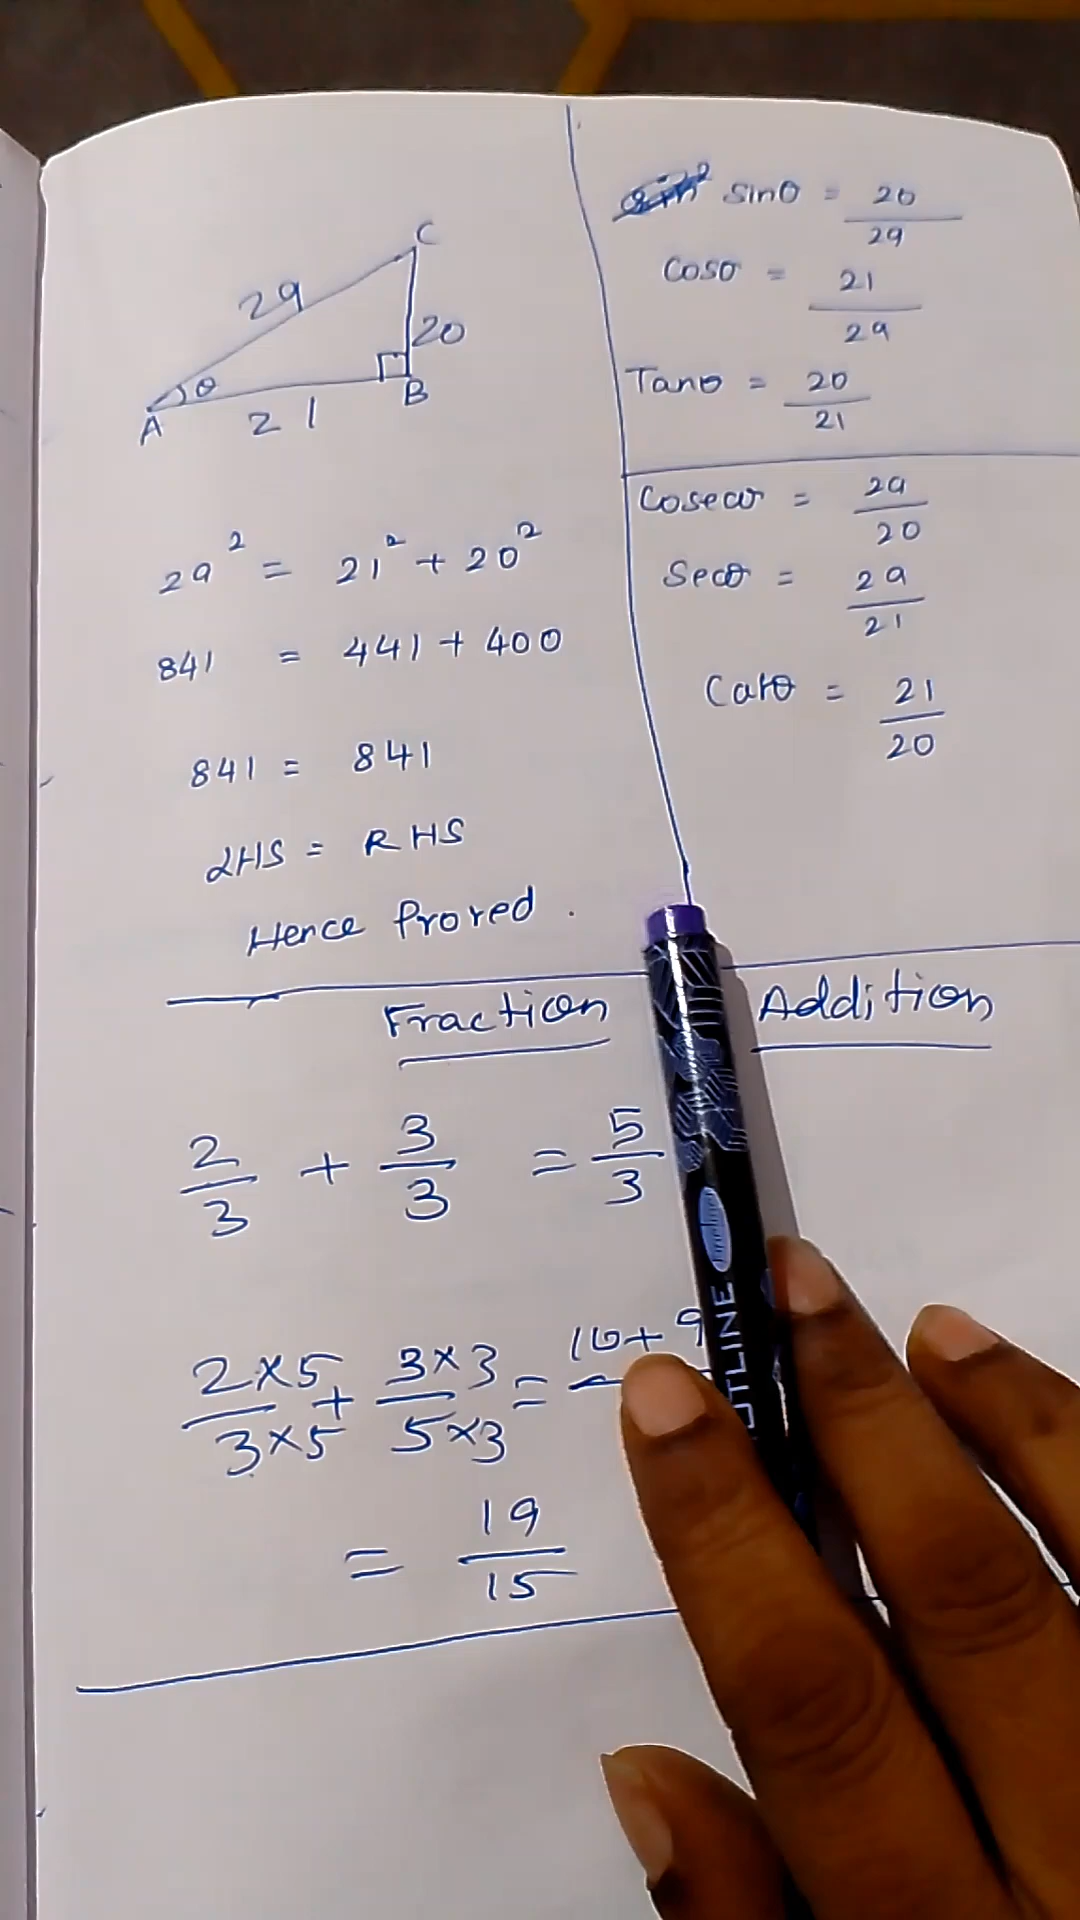 C
29
20
θ
A
21
B
29² = 21² + 20²
841 = 441 + 400
841 = 841
LHS = RHS
Hence Proved.
sinθ = 20/29
Cosθ = 21/29
Tanθ = 20/21
Cosecθ = 29/20
Secθ = 29/21
Cotθ = 21/20
Fraction Addition
2/3 + 3/3 = 5/3
2×5/3×5 + 3×3/5×3 = 10+9
= 19/15
OUTLINE